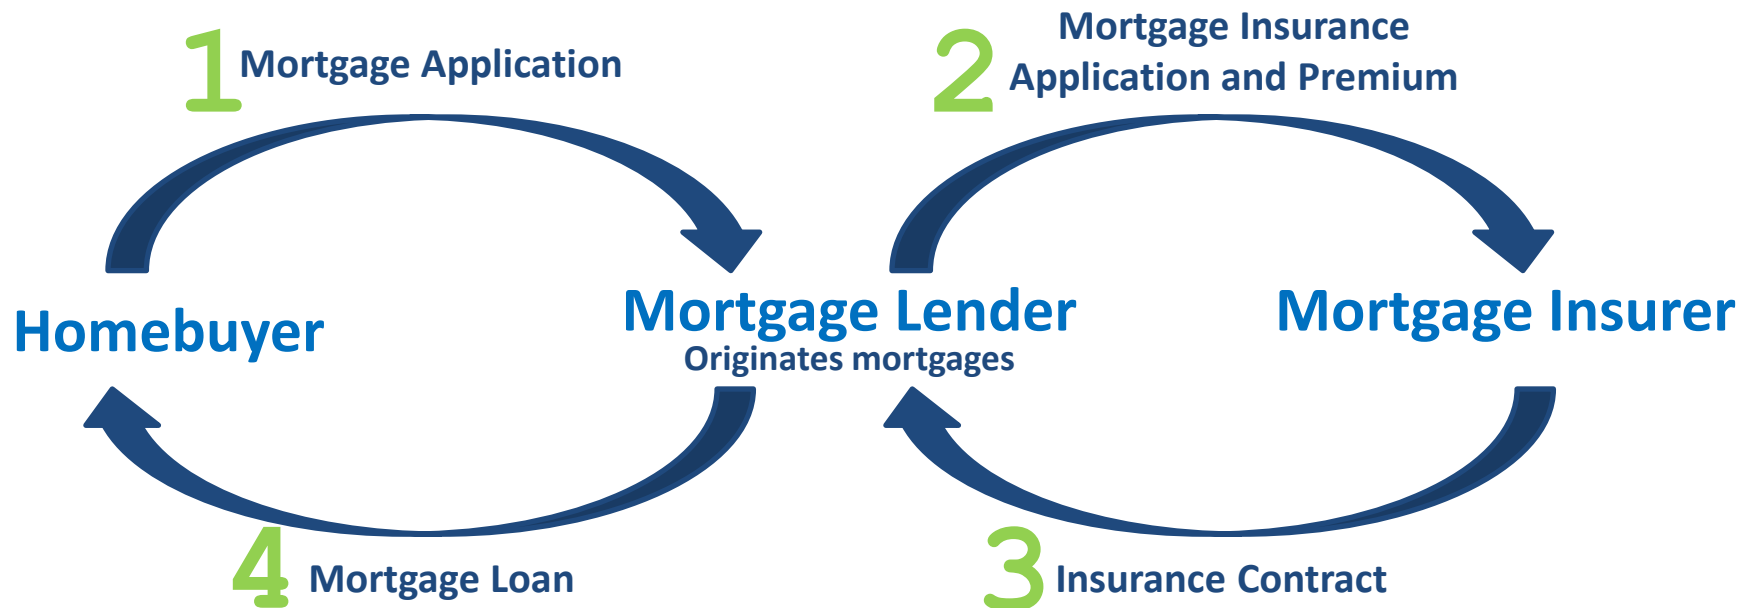 1 Mortgage Application
2 Mortgage Insurance
Application and Premium
Homebuyer
Mortgage Lender
Originates mortgages
Mortgage Insurer
4 Mortgage Loan
3 Insurance Contract